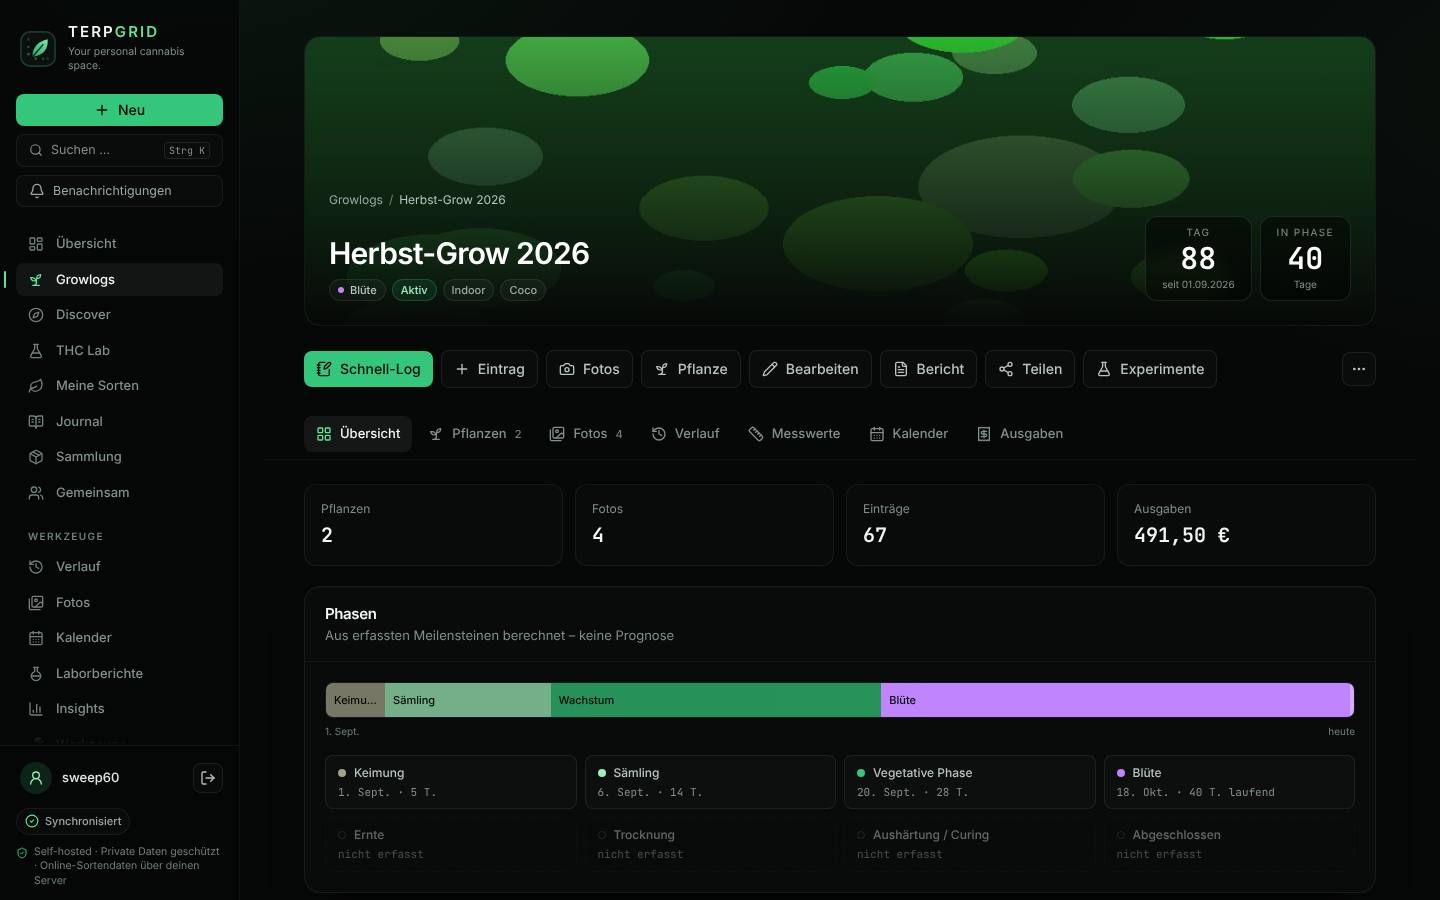 TERPGRID
Your personal cannabis
space.
Neu
Suchen ... Strg K
Benachrichtigungen
Übersicht
Growlogs
Discover
THC Lab
Meine Sorten
Journal
Sammlung
Gemeinsam
WERKZEUGE
Verlauf
Fotos
Kalender
Laborberichte
Insights
sweep60
Synchronisiert
Self-hosted · Private Daten geschützt
· Online-Sortendaten über deinen
Server
Growlogs / Herbst-Grow 2026
Herbst-Grow 2026
Blüte Aktiv Indoor Coco
TAG
88
seit 01.09.2026
IN PHASE
40
Tage
Schnell-Log Eintrag Fotos Pflanze Bearbeiten Bericht Teilen Experimente
Übersicht Pflanzen 2 Fotos 4 Verlauf Messwerte Kalender Ausgaben
Pflanzen
2
Fotos
4
Einträge
67
Ausgaben
491,50 €
Phasen
Aus erfassten Meilensteinen berechnet – keine Prognose
Keimu... Sämling Wachstum Blüte
1. Sept. heute
Keimung
1. Sept. · 5 T.
Sämling
6. Sept. · 14 T.
Vegetative Phase
20. Sept. · 28 T.
Blüte
18. Okt. · 40 T. laufend
Ernte
nicht erfasst
Trocknung
nicht erfasst
Aushärtung / Curing
nicht erfasst
Abgeschlossen
nicht erfasst